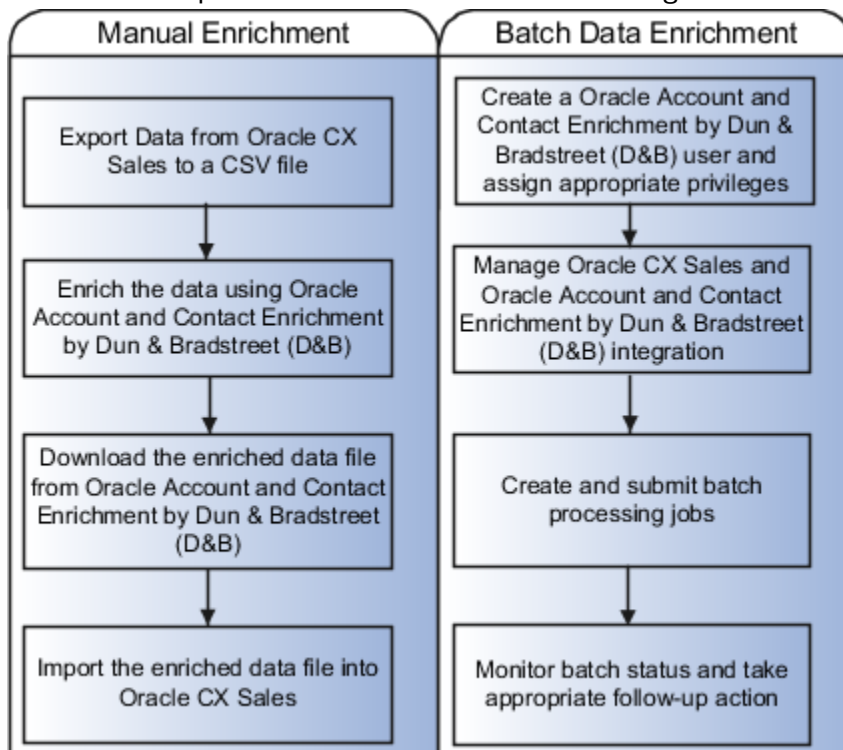 Manual Enrichment
Export Data from Oracle CX
Sales to a CSV file
Enrich the data using Oracle
Account and Contact Enrichment
by Dun & Bradstreet (D&B)
Download the enriched data file
from Oracle Account and Contact
Enrichment by Dun & Bradstreet
(D&B)
Import the enriched data file into
Oracle CX Sales
Batch Data Enrichment
Create a Oracle Account and
Contact Enrichment by Dun &
Bradstreet (D&B) user and
assign appropriate privileges
Manage Oracle CX Sales and
Oracle Account and Contact
Enrichment by Dun & Bradstreet
(D&B) integration
Create and submit batch
processing jobs
Monitor batch status and take
appropriate follow-up action